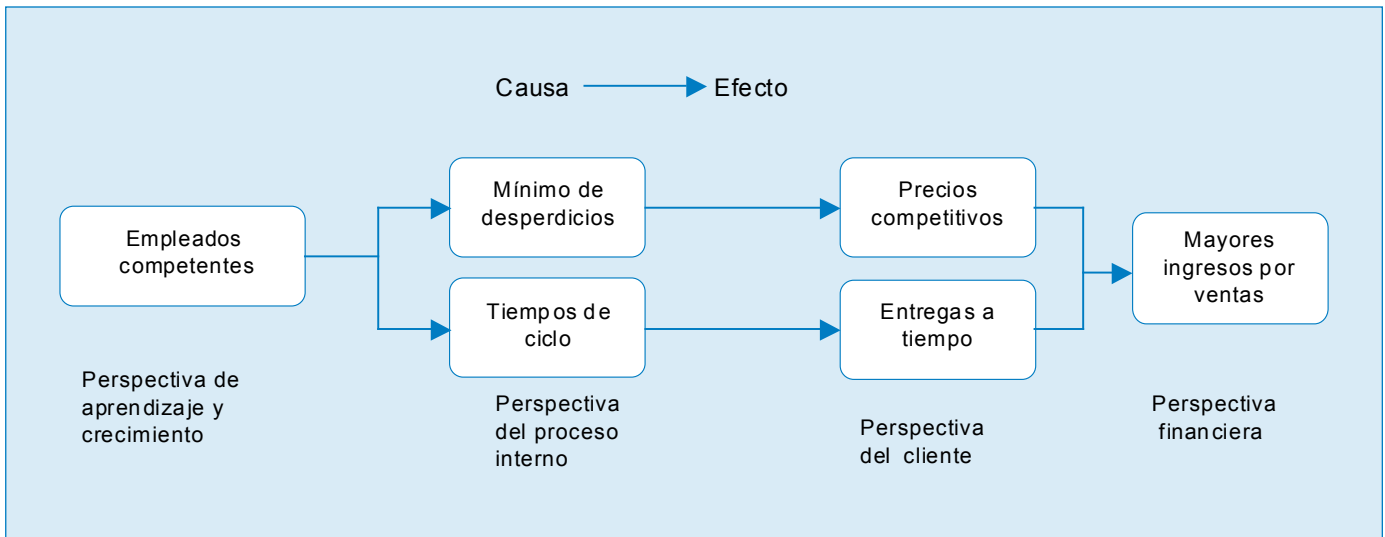 Causa
Efecto
Empleados
competentes
Mínimo de
desperdicios
Tiempos de
ciclo
Precios
competitivos
Entregas a
tiempo
Mayores
ingresos por
ventas
Perspectiva de
aprendizaje y
crecimiento
Perspectiva
del proceso
interno
Perspectiva
del cliente
Perspectiva
financiera